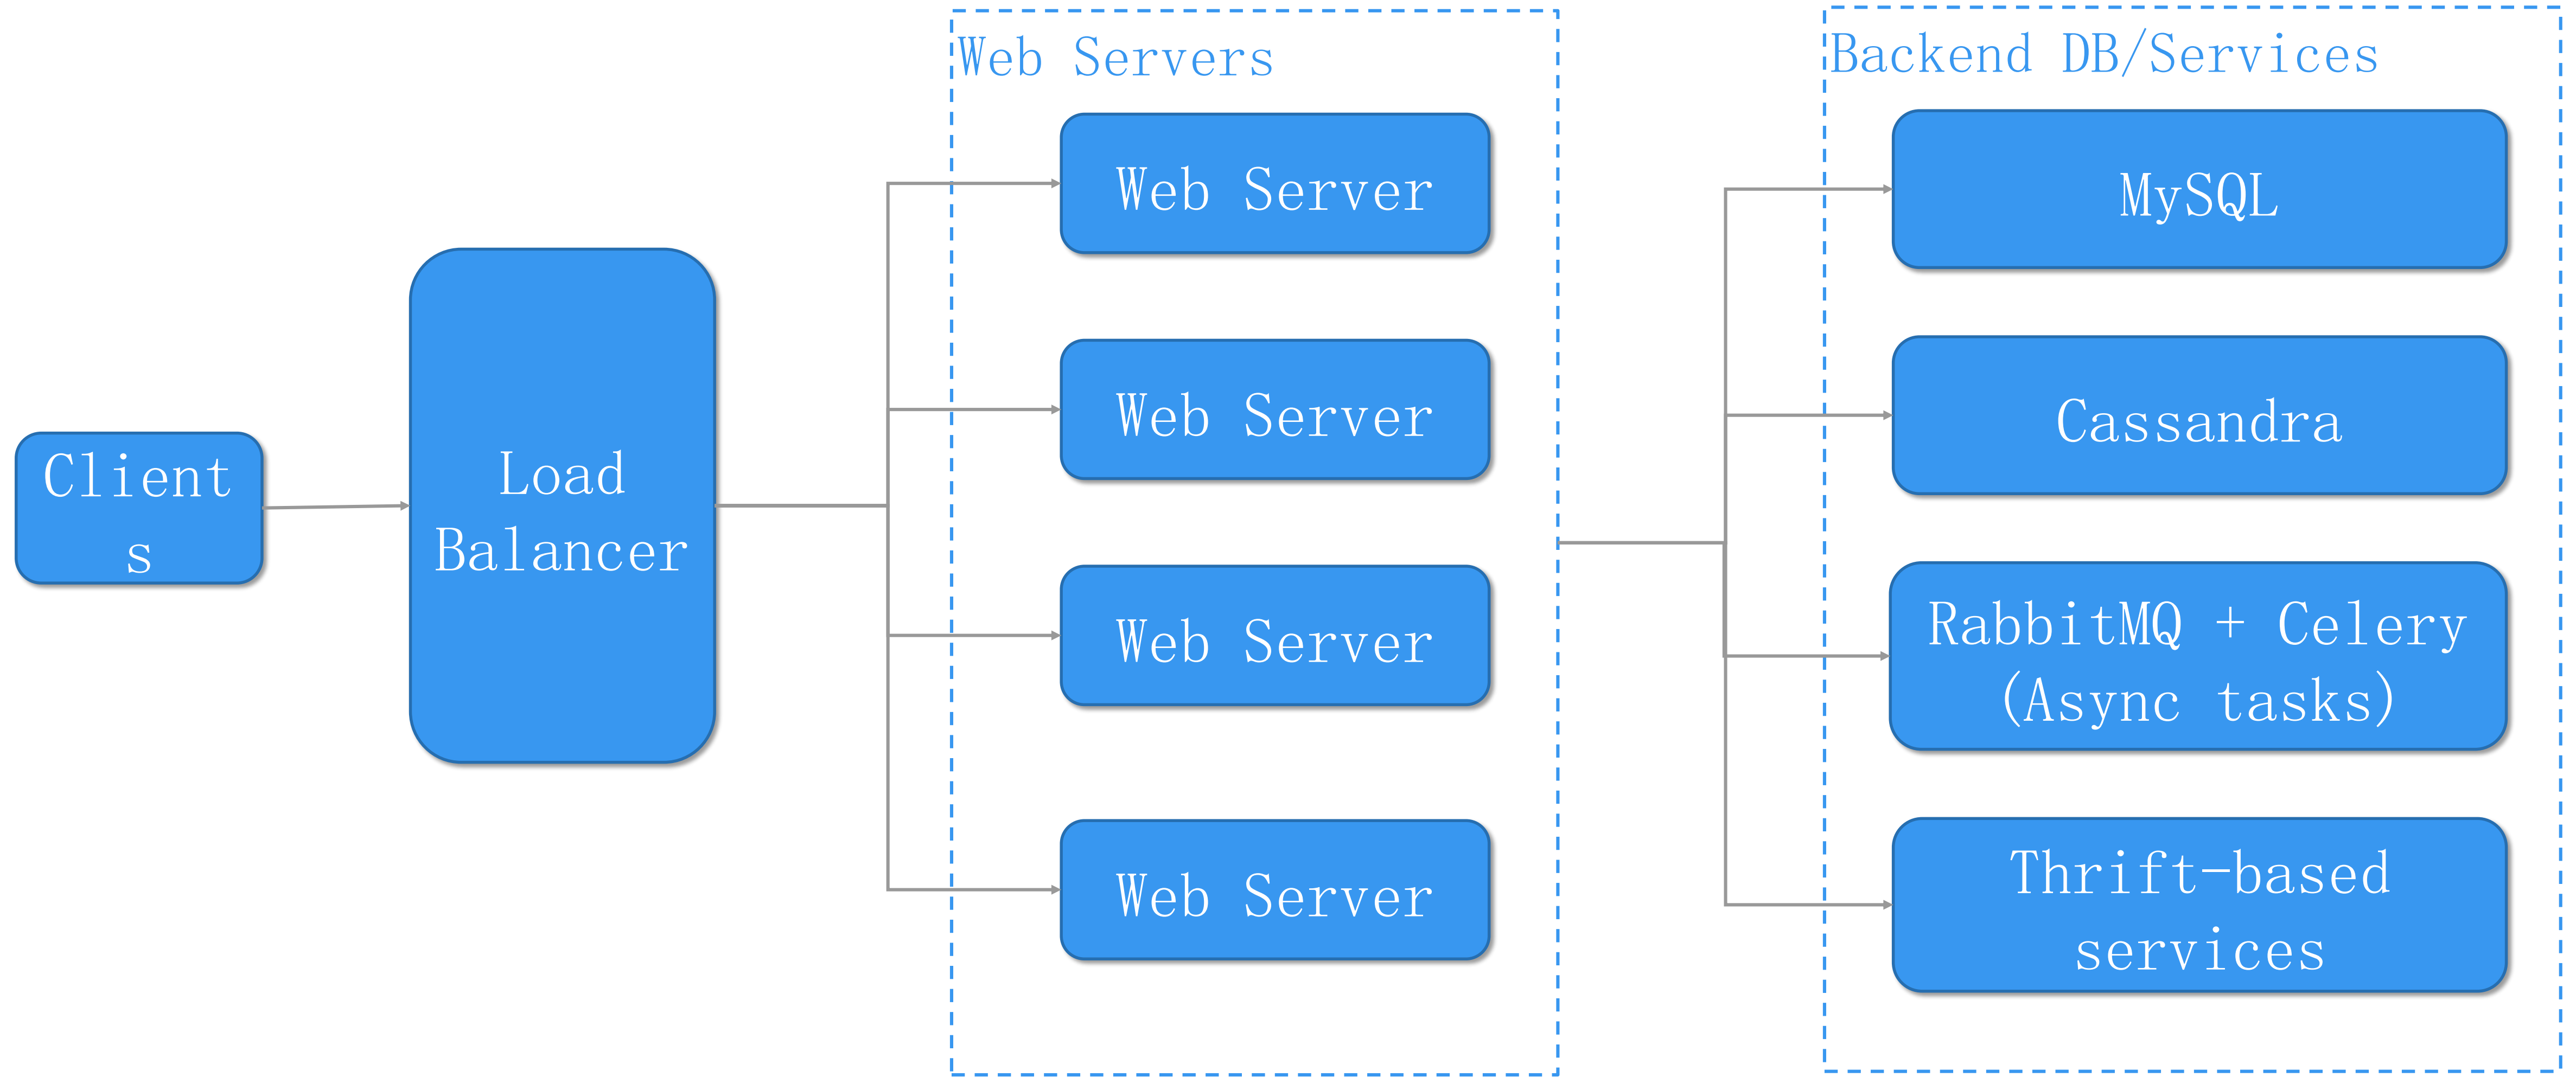 Web Servers
Backend DB/Services
Client
s
Load
Balancer
Web Server
Web Server
Web Server
Web Server
MySQL
Cassandra
RabbitMQ + Celery
(Async tasks)
Thrift-based
services